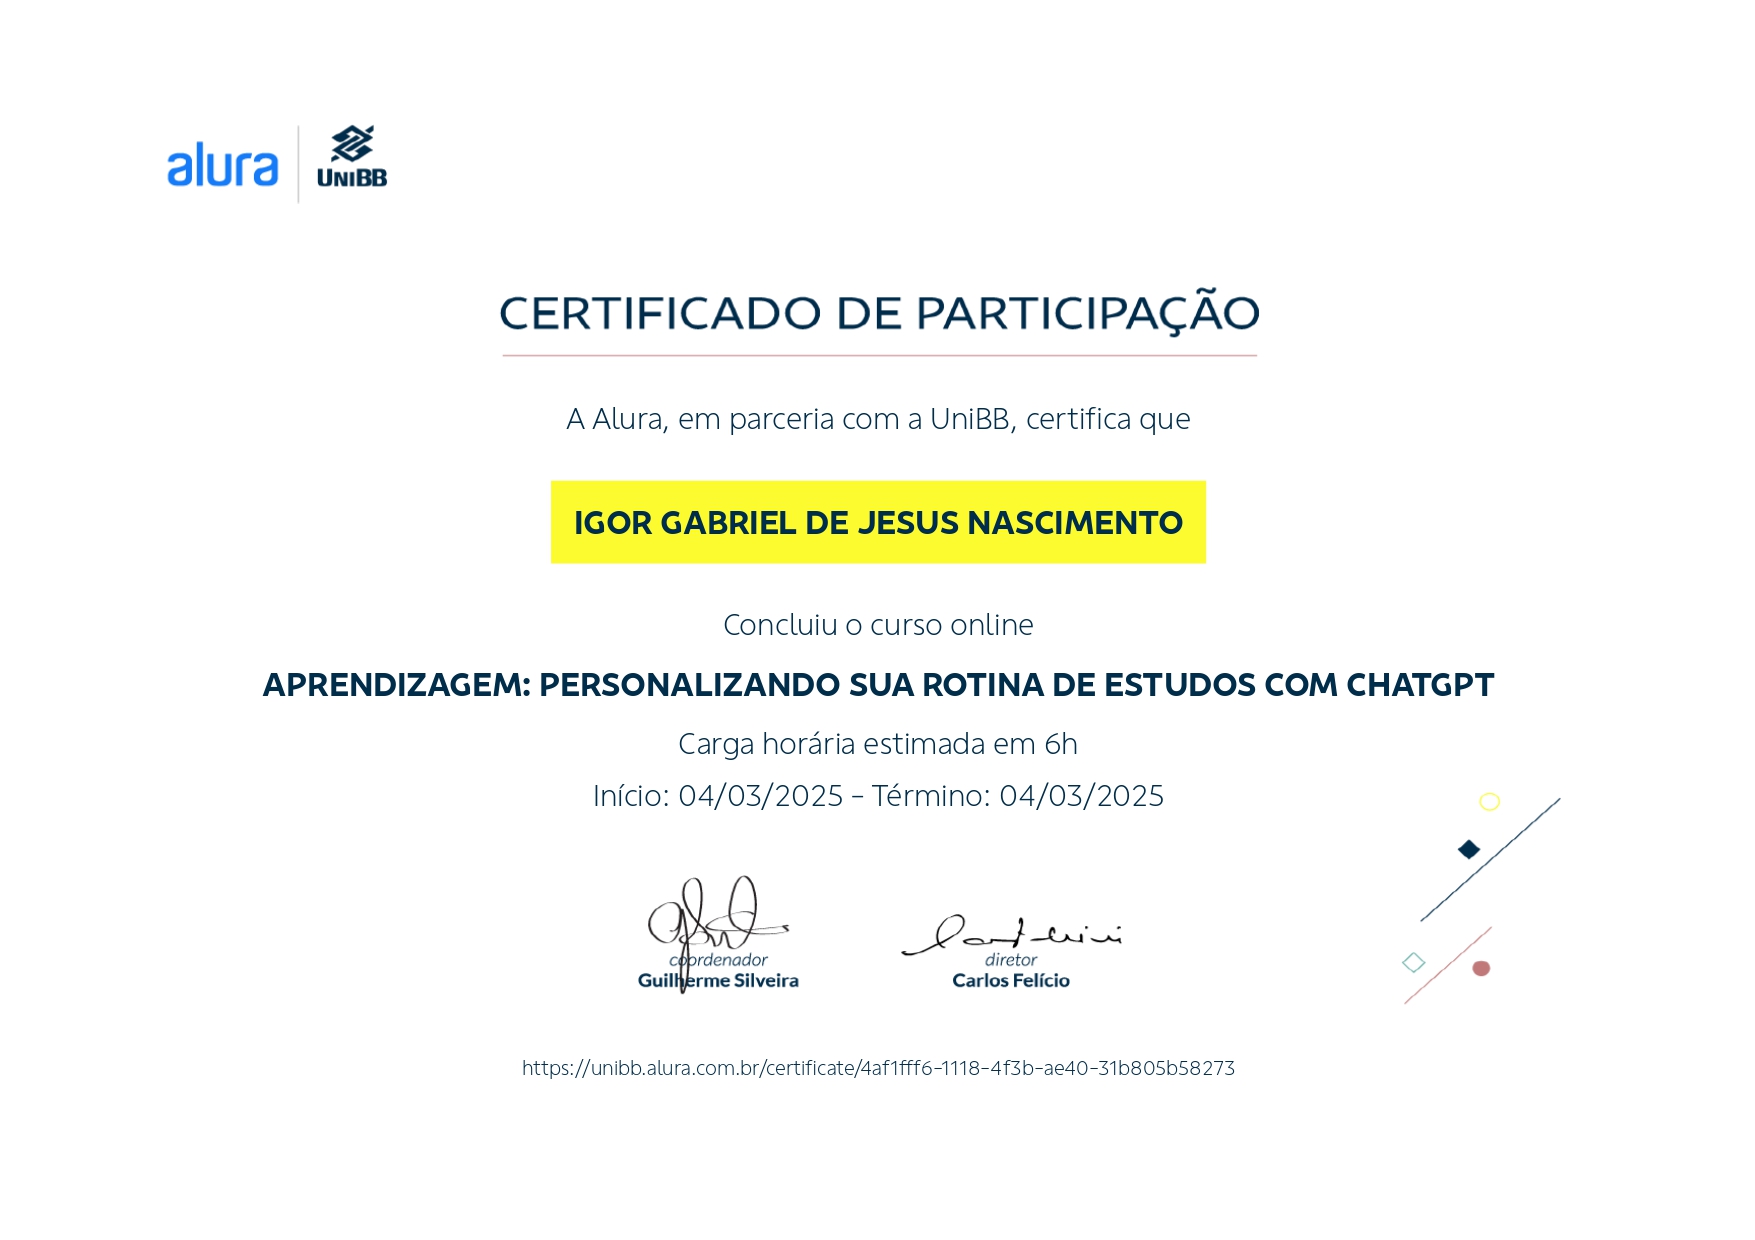 alura
UNIBB
CERTIFICADO DE PARTICIPAÇÃO
A Alura, em parceria com a UniBB, certifica que
IGOR GABRIEL DE JESUS NASCIMENTO
Concluiu o curso online
APRENDIZAGEM: PERSONALIZANDO SUA ROTINA DE ESTUDOS COM CHATGPT
Carga horária estimada em 6h
Início: 04/03/2025 - Término: 04/03/2025
coordenador
Guilherme Silveira
diretor
Carlos Felício
https://unibb.alura.com.br/certificate/4af1fff6-1118-4f3b-ae40-31b805b58273